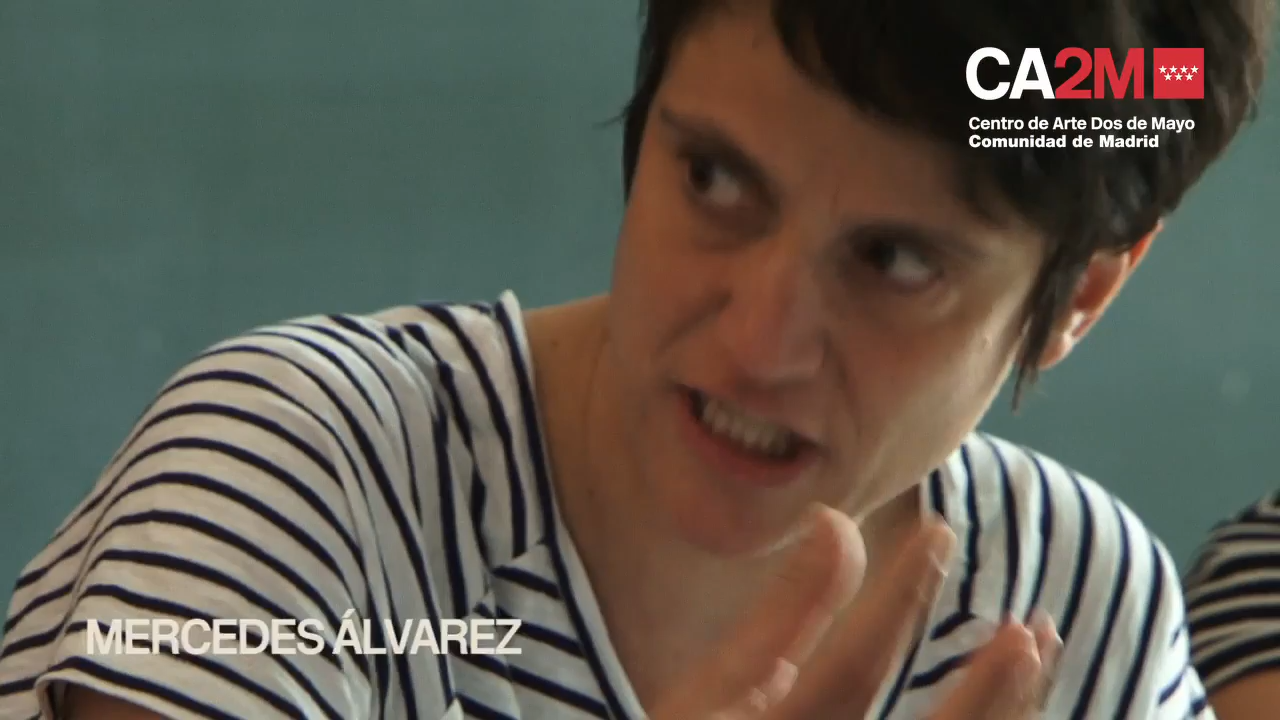 CA2M
Centro de Arte Dos de Mayo
Comunidad de Madrid
MERCEDES ÁLVAREZ